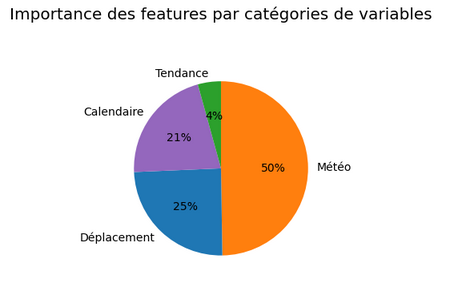 Importance des features par catégories de variables
Tendance
4%
Calendaire
21%
50%
Météo
25%
Déplacement